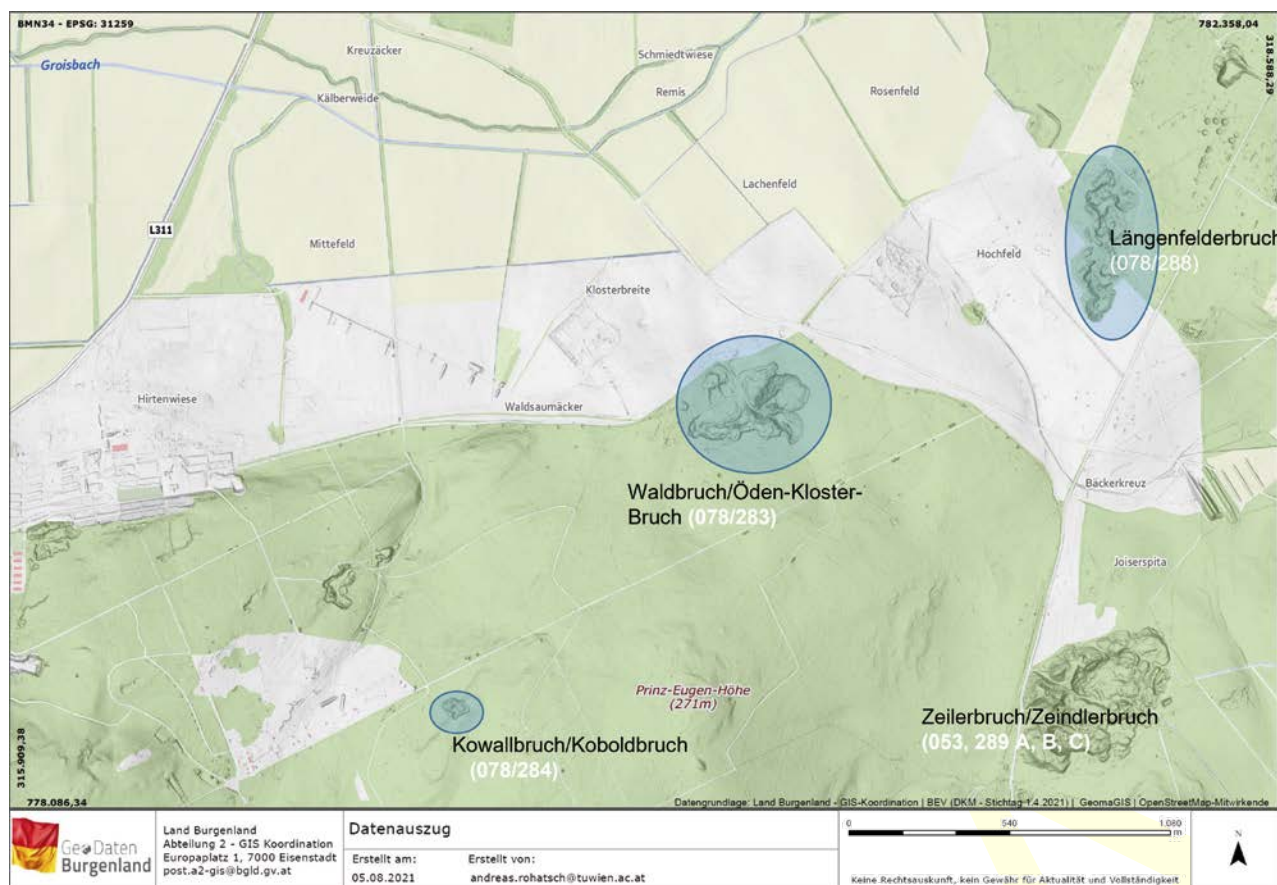 BMN34 - EPSG: 31259
782.358,04
318.588,29
Kreuzäcker
Schmiedtwiese
Groisbach
Kälberweide
Remis
Rosenfeld
Lachenfeld
L311
Mittefeld
Hochfeld
Längenfelderbruch
(078/288)
Klosterbreite
Hirtenwiese
Waldsaumäcker
Waldbruch/Öden-Kloster-
Bruch (078/283)
Bäckerkreuz
Joiserspita
Prinz-Eugen-Höhe
(271m)
Zeilerbruch/Zeindlerbruch
(053, 289 A, B, C)
Kowallbruch/Koboldbruch
(078/284)
315.909,38
778.086,34
Datengrundlage: Land Burgenland - GIS-Koordination | BEV (DKM - Stichtag 1.4.2021) | GeomaGIS | OpenStreetMap-Mitwirkende
GeoDaten
Burgenland
Land Burgenland
Abteilung 2 - GIS Koordination
Europaplatz 1, 7000 Eisenstadt
post.a2-gis@bgld.gv.at
Datenauszug
Erstellt am:
05.08.2021
Erstellt von:
andreas.rohatsch@tuwien.ac.at
0 540 1.080
m
Keine Rechtsauskunft, kein Gewähr für Aktualität und Vollständigkeit
N